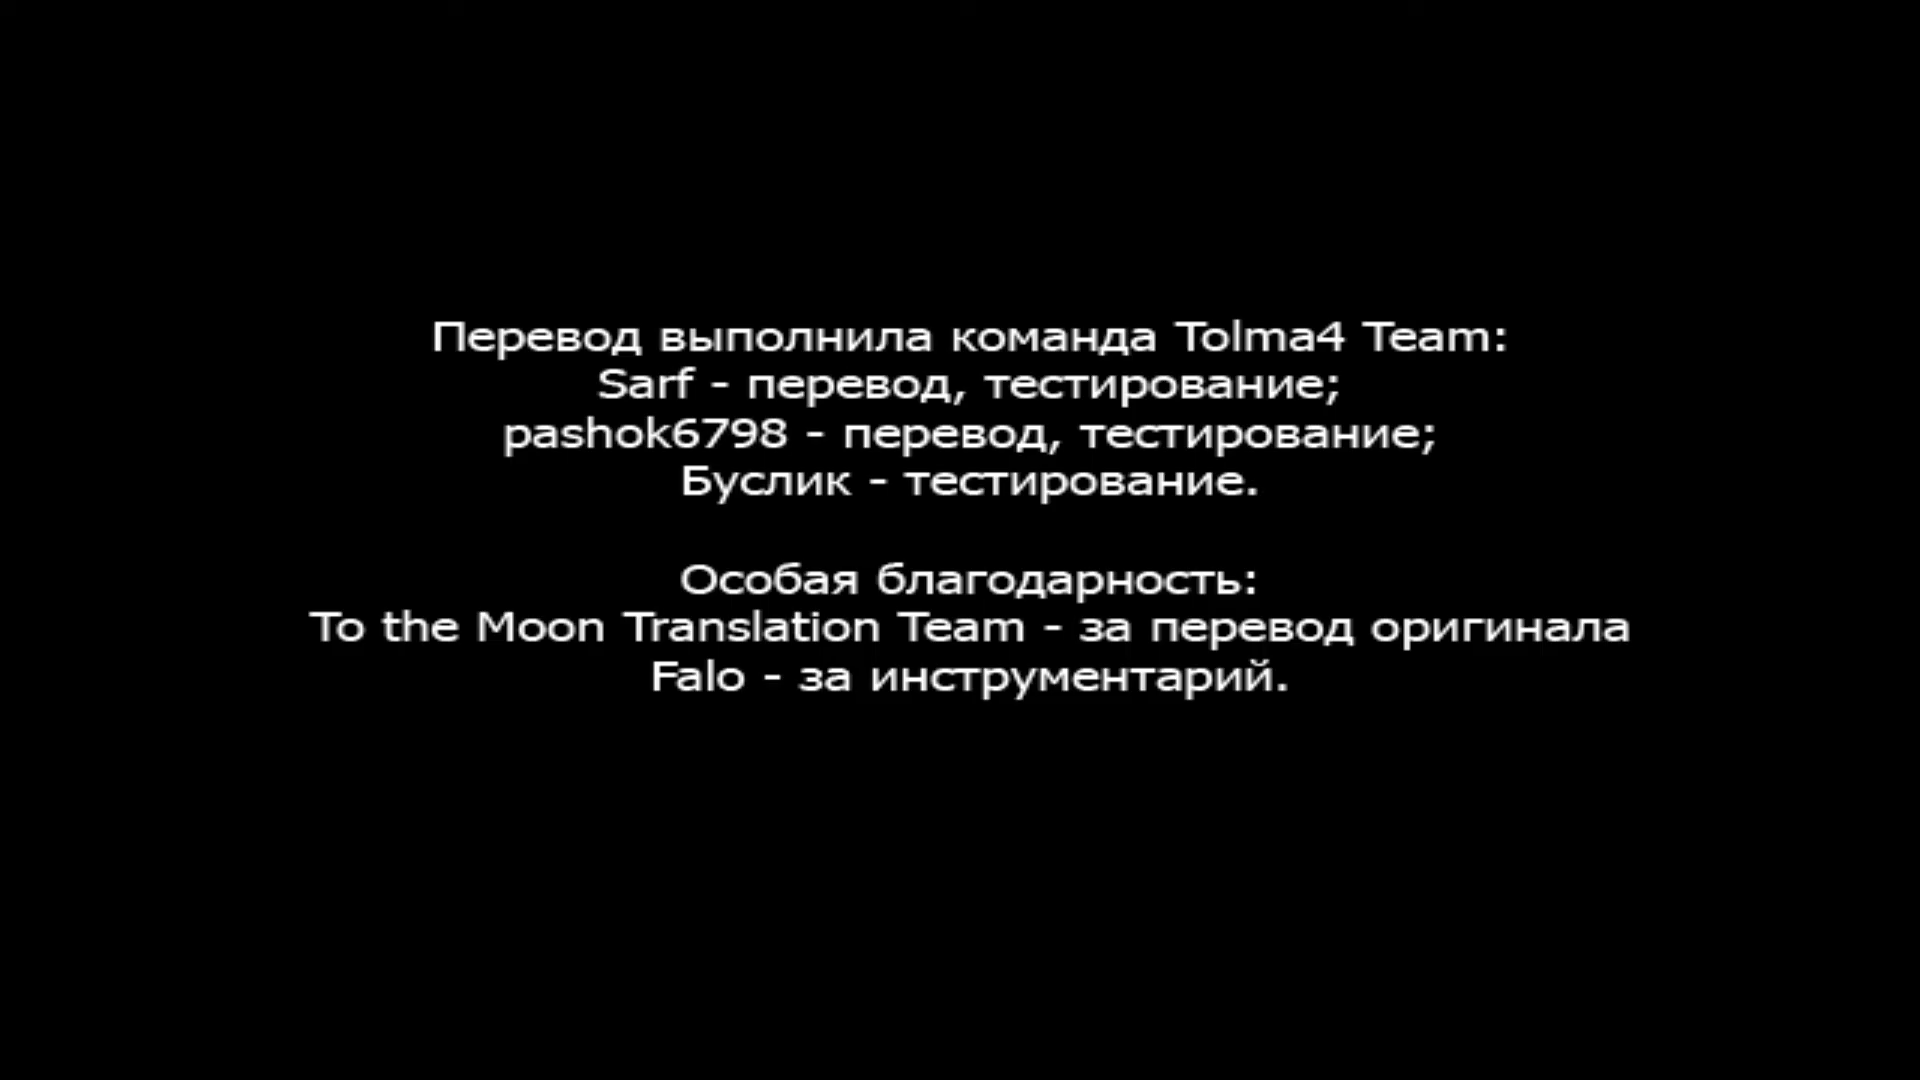 Перевод выполнила команда Tolma4 Team:
Sarf - перевод, тестирование;
pashok6798 - перевод, тестирование;
Буслик - тестирование.
Особая благодарность:
To the Moon Translation Team - за перевод оригинала
Falo - за инструментарий.